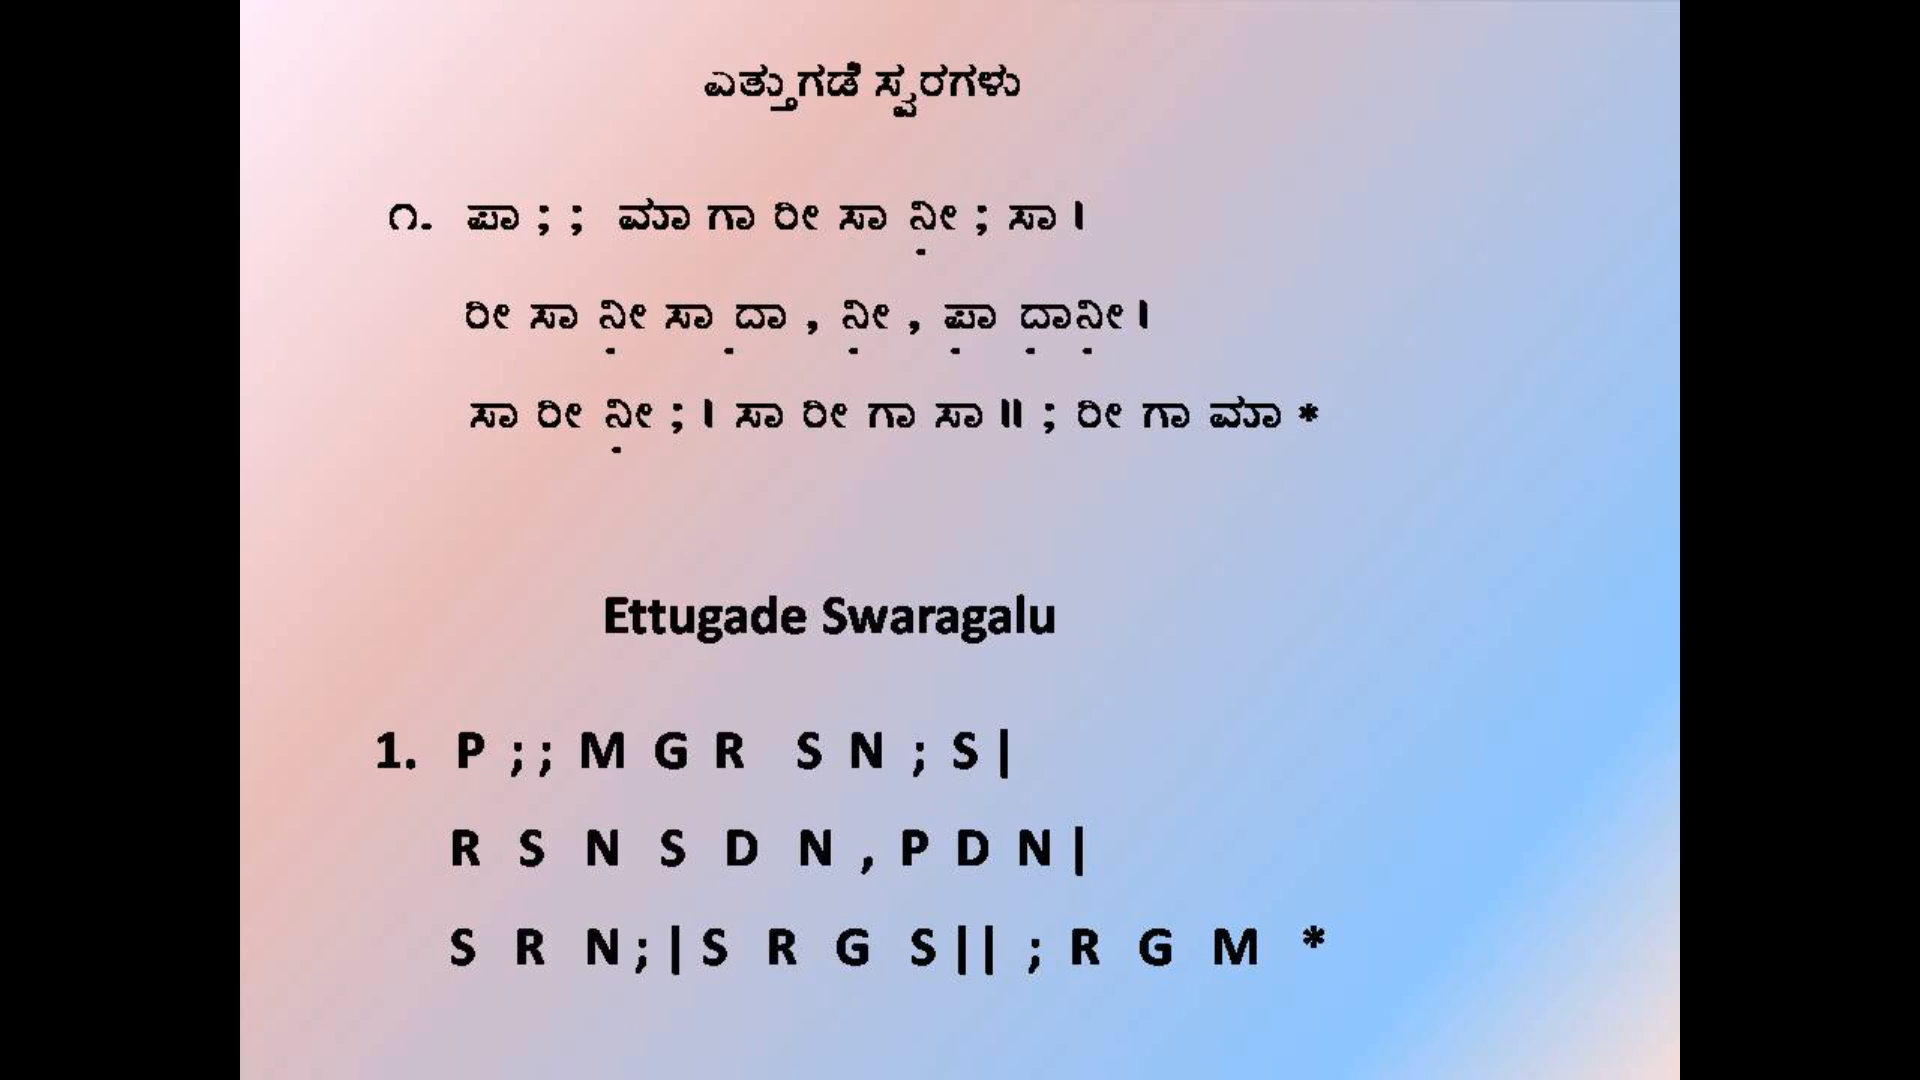 ಎತ್ತುಗಡೆ ಸ್ವರಗಳು
೧. ಪಾ ; ; ಮಾ ಗಾ ರೀ ಸಾ ನೀ̣ ; ಸಾ ।
ರೀ ಸಾ ನೀ̣ ಸಾ ದಾ̣ , ನೀ̣ , ಪಾ̣ ದಾ̣ನೀ̣ ।
ಸಾ ರೀ ನೀ̣ ; । ಸಾ ರೀ ಗಾ ಸಾ ॥ ; ರೀ ಗಾ ಮಾ *
Ettugade Swaragalu
1. P ; ; M G R S N ; S |
R S N S D N , P D N |
S R N ; | S R G S || ; R G M *